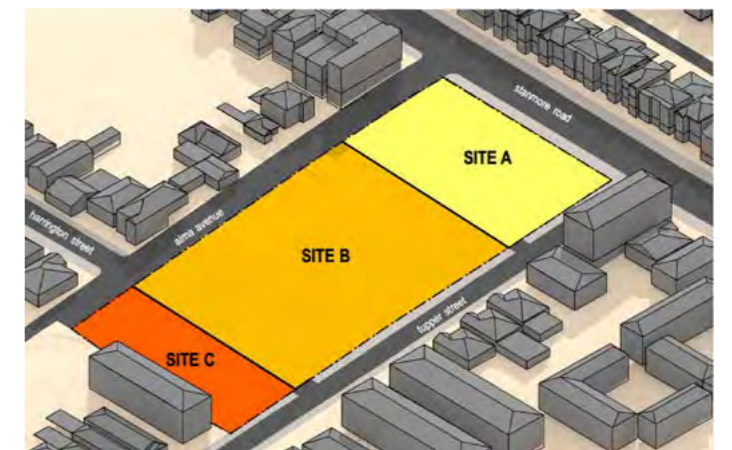 stanmore road
SITE A
harrington street
alma avenue
SITE B
tupper street
SITE C